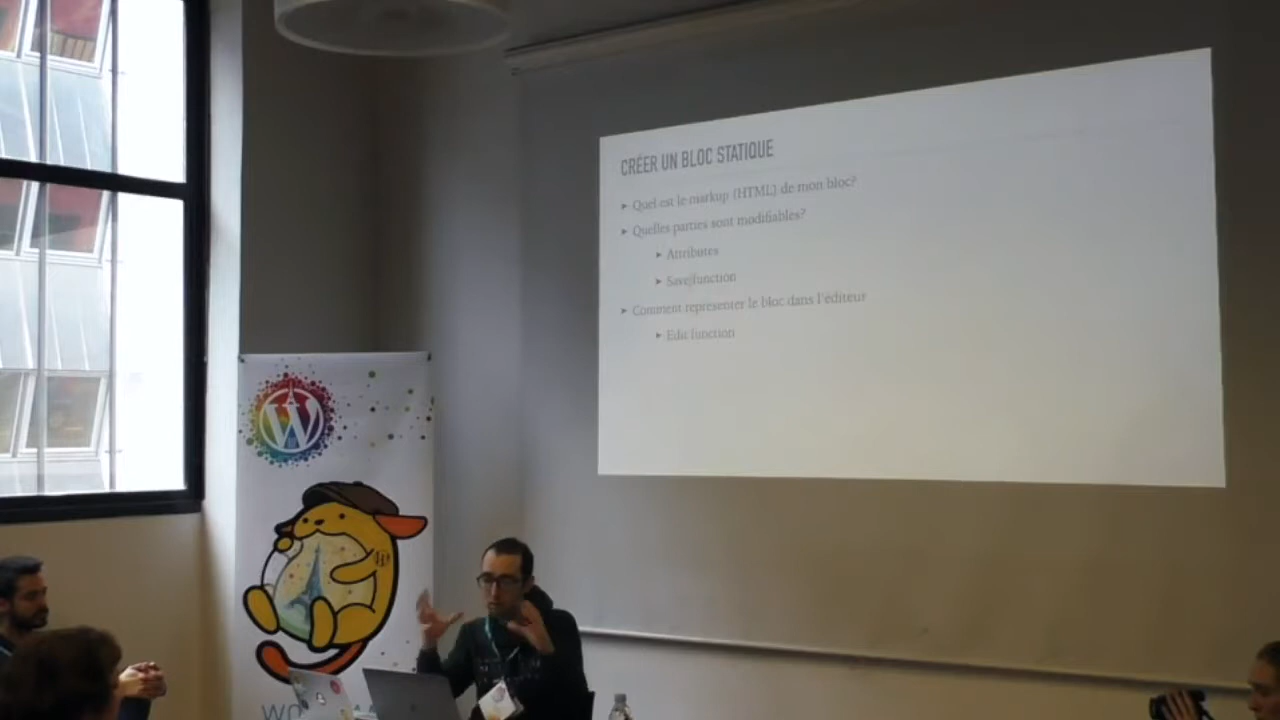 CRÉER UN BLOC STATIQUE
➤ Quel est le markup (HTML) de mon bloc?
➤ Quelles parties sont modifiables?
➤ Attributes
➤ Save function
➤ Comment représenter le bloc dans l'éditeur
➤ Edit function
W